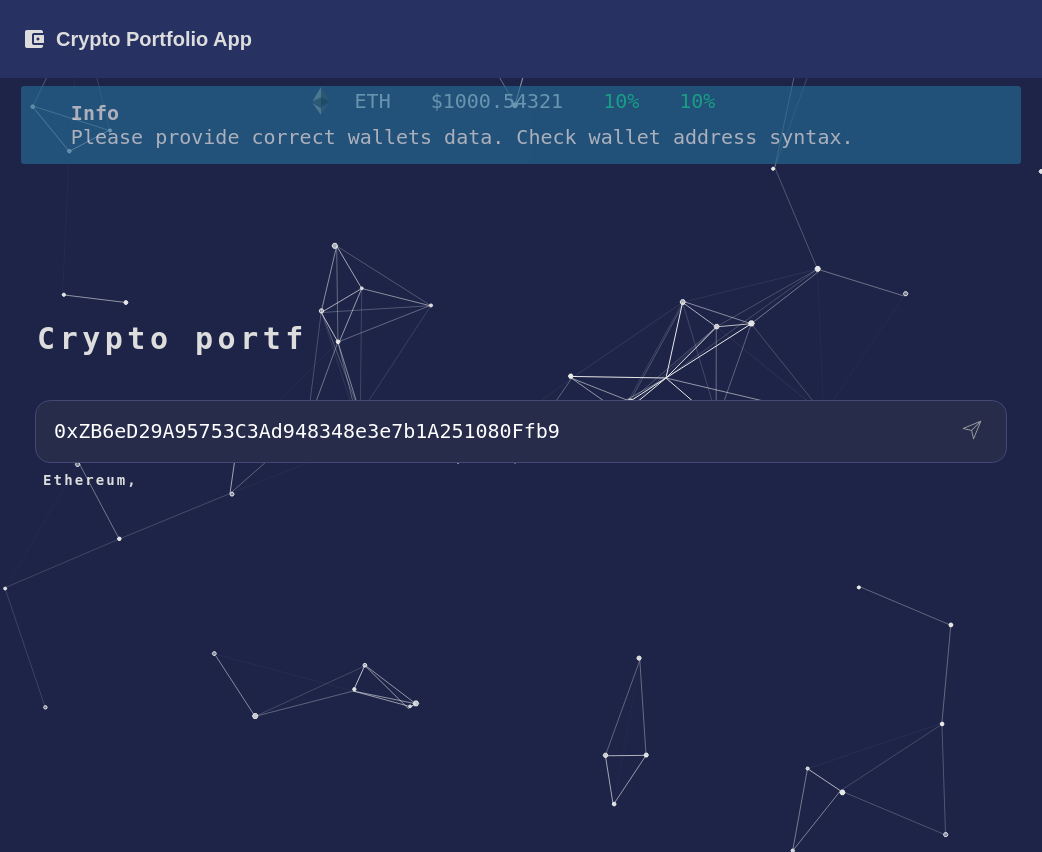 Crypto Portfolio App
ETH $1000.54321 10% 10%
Info
Please provide correct wallets data. Check wallet address syntax.
Crypto portf
0xZB6eD29A95753C3Ad948348e3e7b1A251080Ffb9
Ethereum,